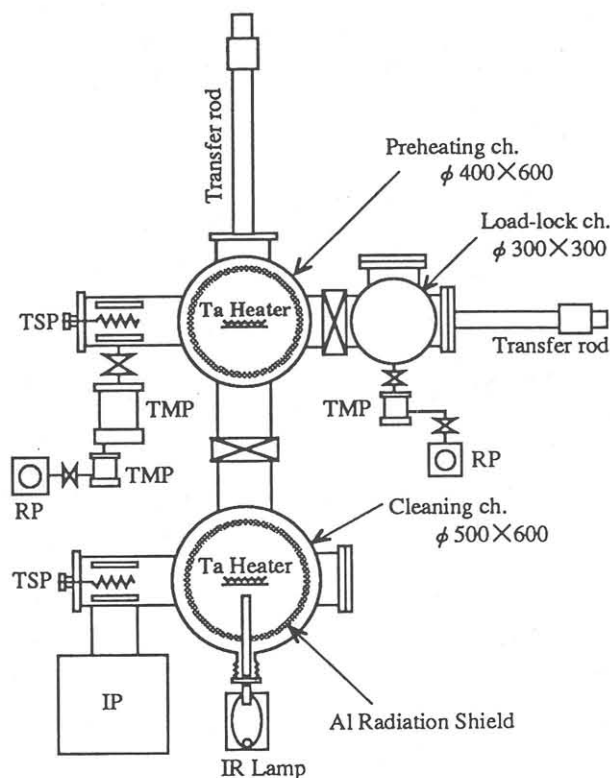 Transfer rod
Preheating ch.
ϕ 400×600
Load-lock ch.
ϕ 300×300
TSP
Ta Heater
Transfer rod
TMP
TMP
RP
TMP
RP
Cleaning ch.
ϕ 500×600
TSP
Ta Heater
IP
Al Radiation Shield
IR Lamp